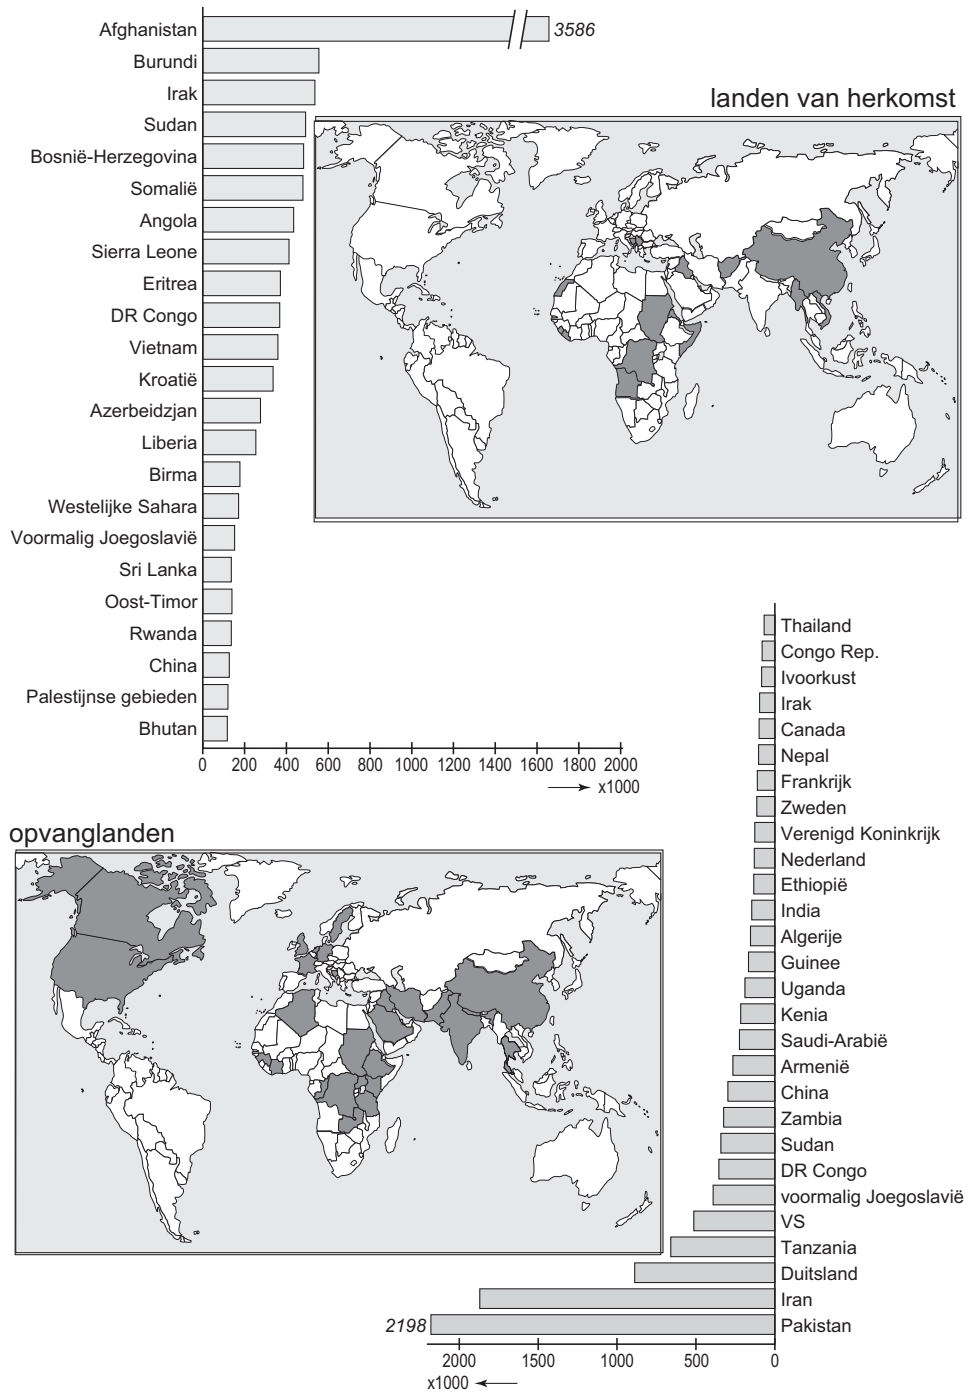 Afghanistan
3586
Burundi
Irak
landen van herkomst
Sudan
Bosnië-Herzegovina
Somalië
Angola
Sierra Leone
Eritrea
DR Congo
Vietnam
Kroatië
Azerbeidzjan
Liberia
Birma
Westelijke Sahara
Voormalig Joegoslavië
Sri Lanka
Oost-Timor
Rwanda
China
Palestijnse gebieden
Bhutan
0 200 400 600 800 1000 1200 1400 1600 1800 2000
x1000
opvanglanden
Thailand
Congo Rep.
Ivoorkust
Irak
Canada
Nepal
Frankrijk
Zweden
Verenigd Koninkrijk
Nederland
Ethiopië
India
Algerije
Guinee
Uganda
Kenia
Saudi-Arabië
Armenië
China
Zambia
Sudan
DR Congo
voormalig Joegoslavië
VS
Tanzania
Duitsland
Iran
2198 Pakistan
2000 1500 1000 500 0
x1000